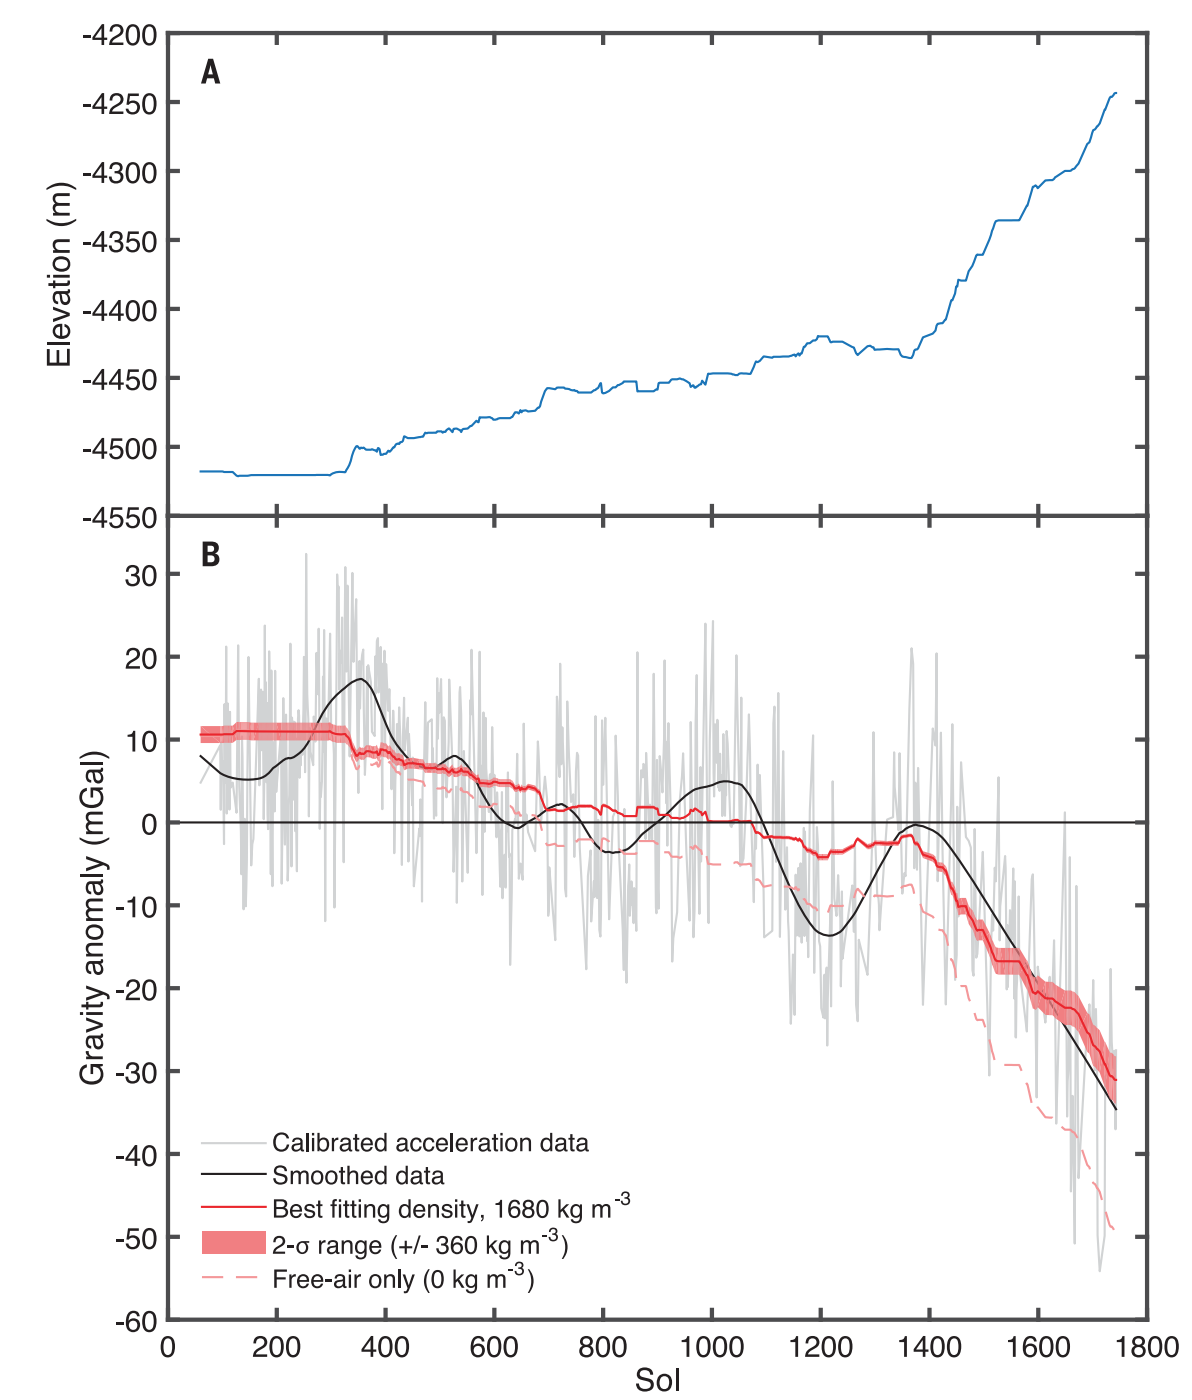 A
-4200
-4250
-4300
-4350
-4400
-4450
-4500
-4550
Elevation (m)
B
30
20
10
0
-10
-20
-30
-40
-50
-60
Gravity anomaly (mGal)
Calibrated acceleration data
Smoothed data
Best fitting density, 1680 kg m-3
2-σ range (+/- 360 kg m-3)
Free-air only (0 kg m-3)
0 200 400 600 800 1000 1200 1400 1600 1800
Sol